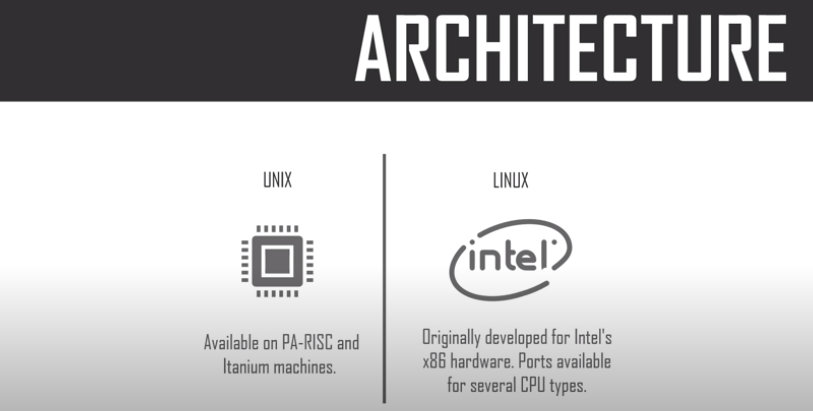 ARCHITECTURE
UNIX
LINUX
intel
Available on PA-RISC and
Itanium machines.
Originally developed for Intel's
x86 hardware. Ports available
for several CPU types.